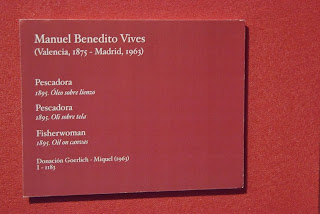 Manuel Benedito Vives
(Valencia, 1875 - Madrid, 1963)
Pescadora
1895. Óleo sobre lienzo
Pescadora
1895. Oli sobre tela
Fisherwoman
1895. Oil on canvas
Donación Goerlich - Miquel (1963)
I - 1183